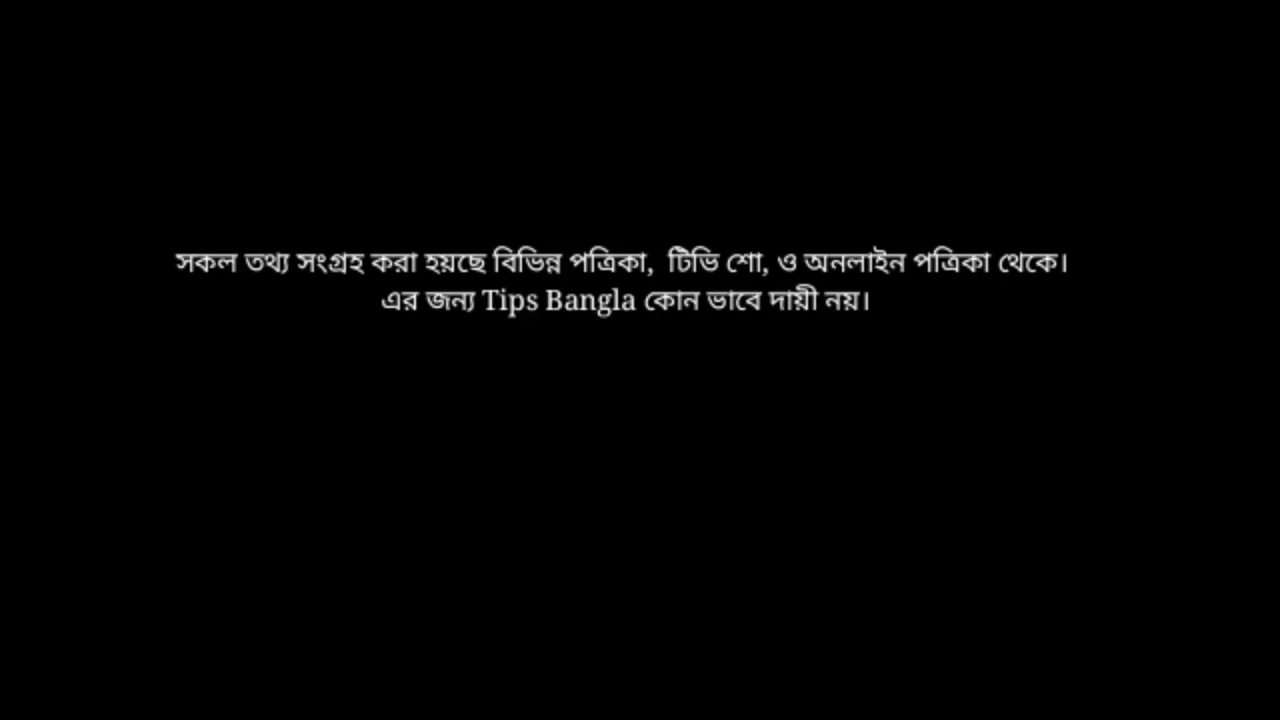 সকল তথ্য সংগ্রহ করা হয়ছে বিভিন্ন পত্রিকা, টিভি শো, ও অনলাইন পত্রিকা থেকে।
এর জন্য Tips Bangla কোন ভাবে দায়ী নয়।